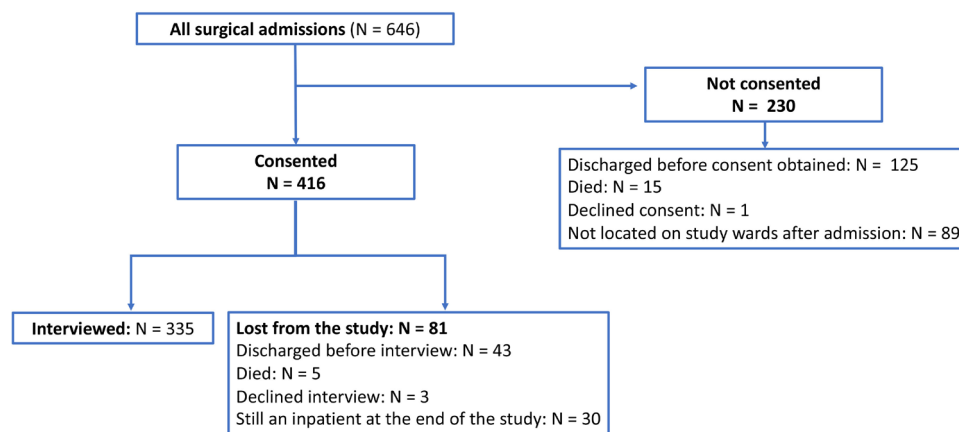 All surgical admissions (N = 646)
Not consented
N = 230
Consented
N = 416
Discharged before consent obtained: N = 125
Died: N = 15
Declined consent: N = 1
Not located on study wards after admission: N = 89
Interviewed: N = 335
Lost from the study: N = 81
Discharged before interview: N = 43
Died: N = 5
Declined interview: N = 3
Still an inpatient at the end of the study: N = 30